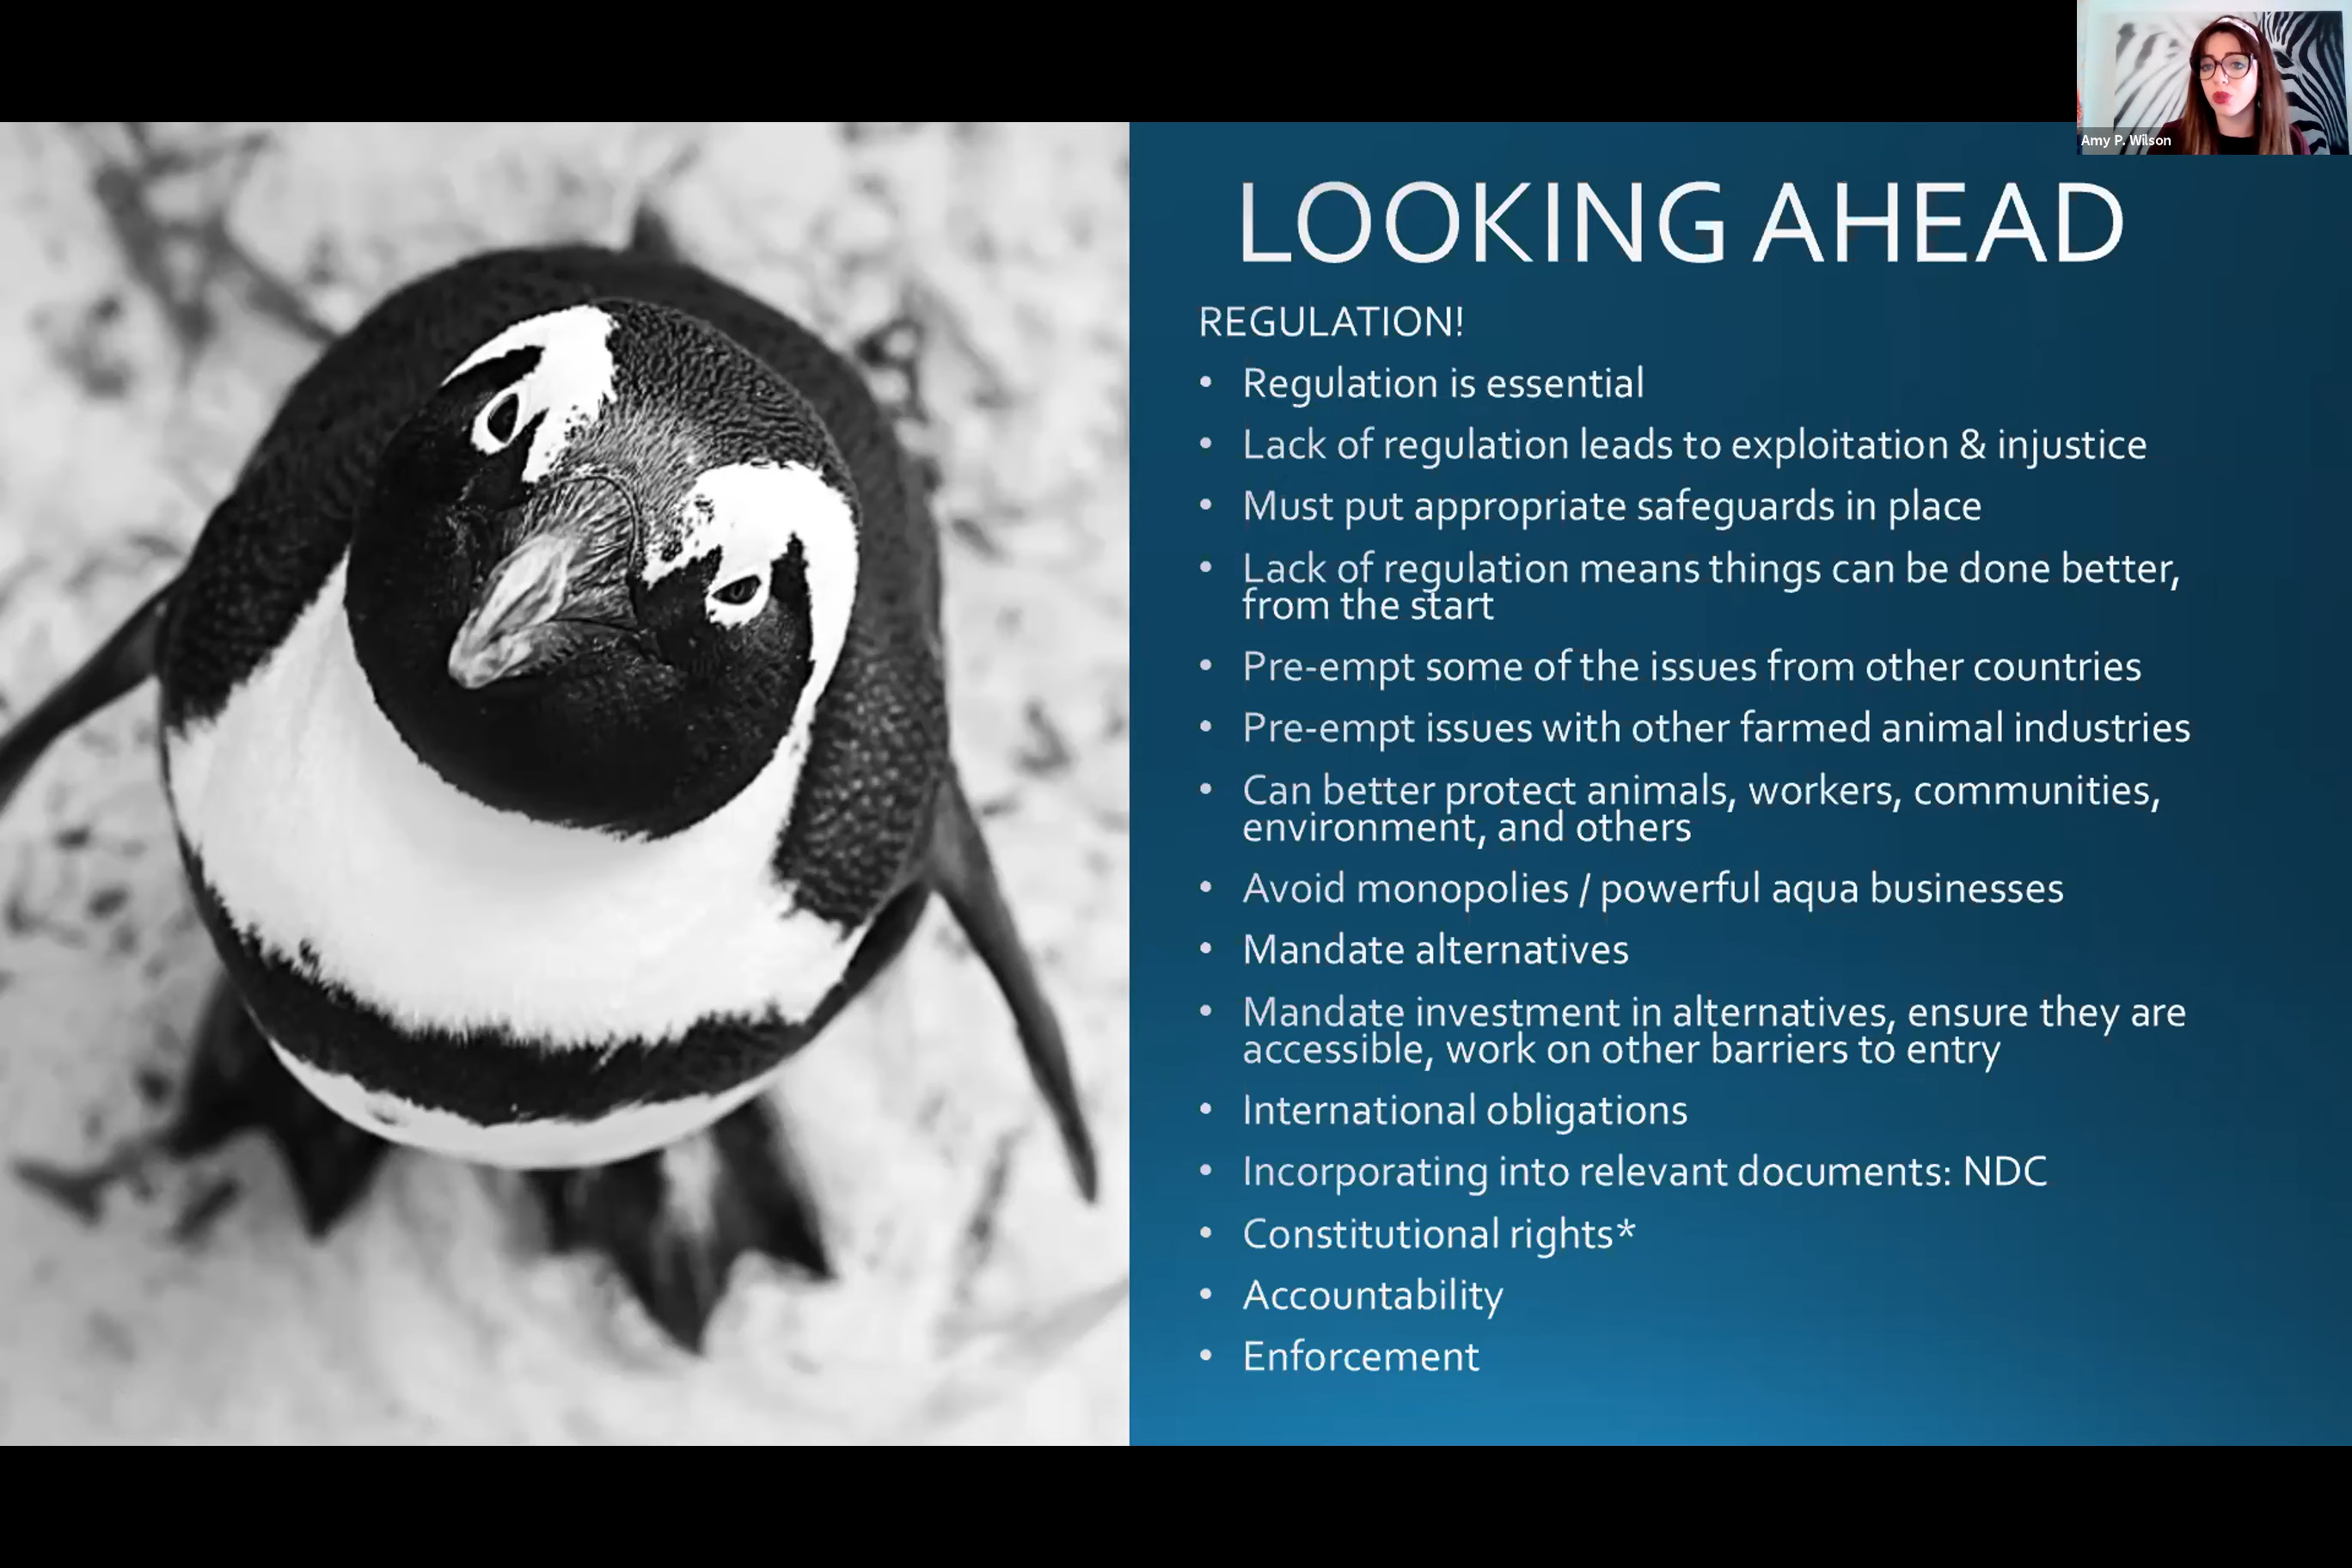 Amy P. Wilson
LOOKING AHEAD
REGULATION!
• Regulation is essential
• Lack of regulation leads to exploitation & injustice
• Must put appropriate safeguards in place
• Lack of regulation means things can be done better,
from the start
• Pre-empt some of the issues from other countries
• Pre-empt issues with other farmed animal industries
• Can better protect animals, workers, communities,
environment, and others
• Avoid monopolies / powerful aqua businesses
• Mandate alternatives
• Mandate investment in alternatives, ensure they are
accessible, work on other barriers to entry
• International obligations
• Incorporating into relevant documents: NDC
• Constitutional rights*
• Accountability
• Enforcement